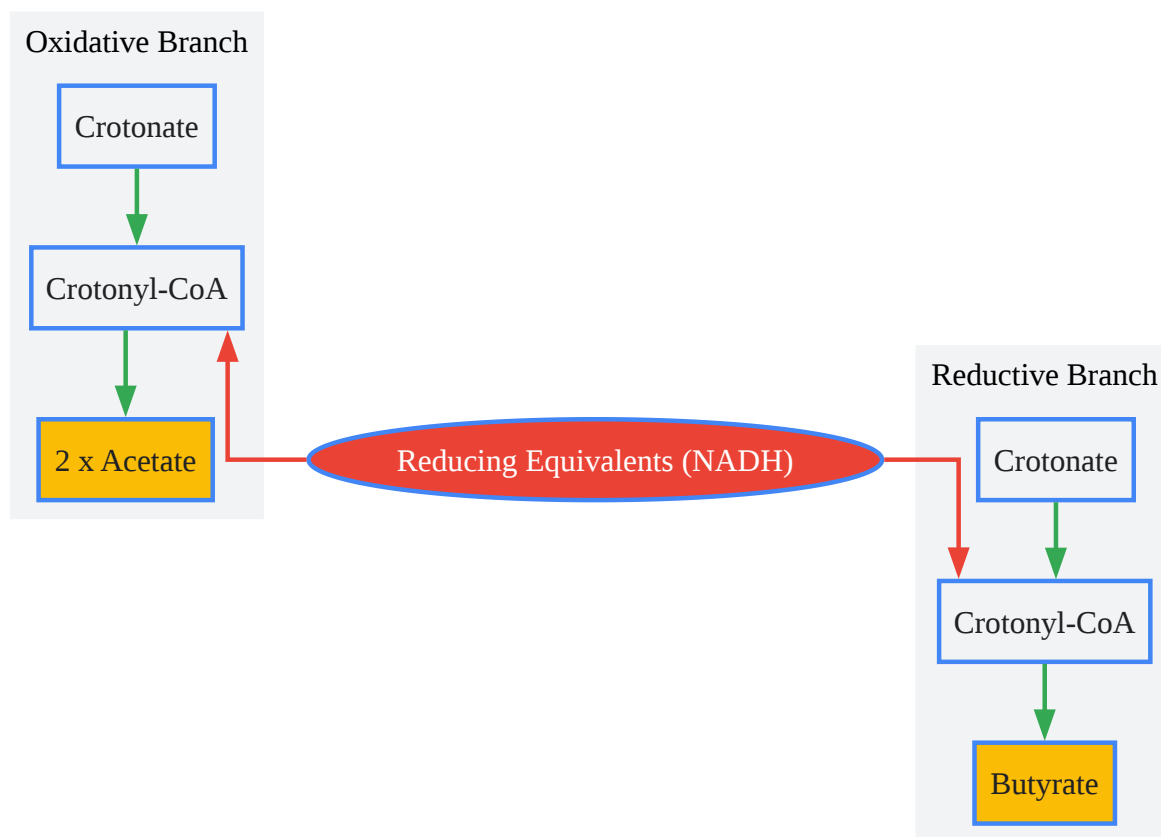 Oxidative Branch
Crotonate
Crotonyl-CoA
2 x Acetate
Reducing Equivalents (NADH)
Reductive Branch
Crotonate
Crotonyl-CoA
Butyrate